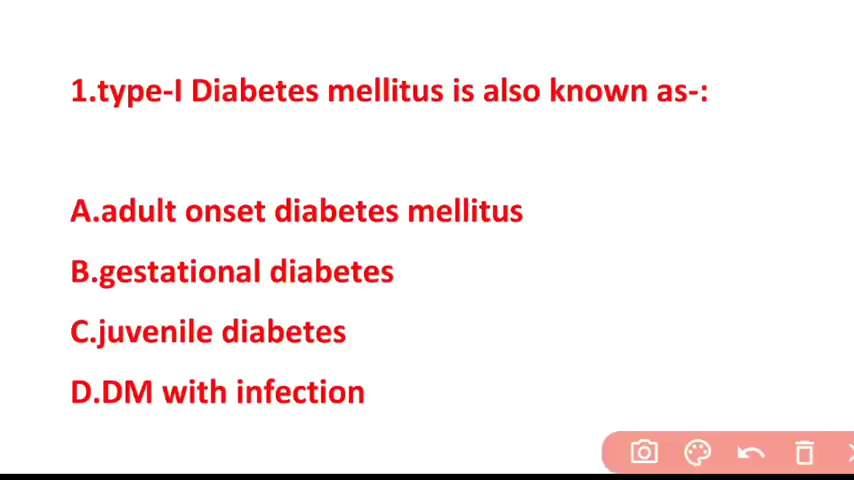 1.type-I Diabetes mellitus is also known as-:
A.adult onset diabetes mellitus
B.gestational diabetes
C.juvenile diabetes
D.DM with infection